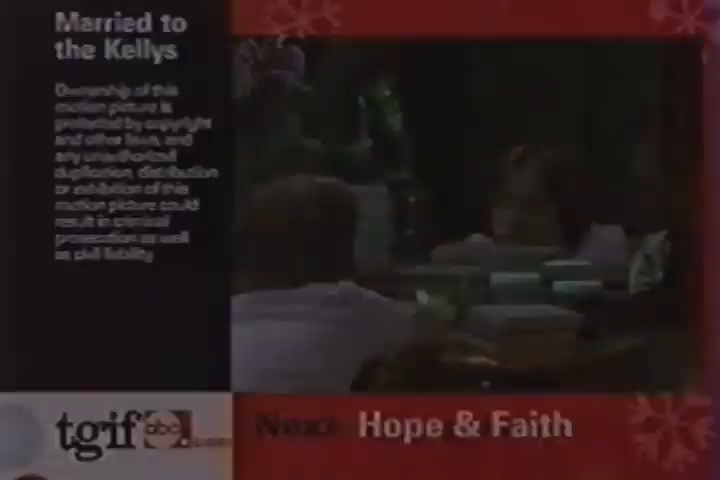 Married to
the Kellys
Ownership of this
motion picture is
protected by copyright
and other laws, and
any unauthorized
duplication, distribution
or exhibition of this
motion picture could
result in criminal
prosecution as well
as civil liability
tgif abc.com
Next Hope & Faith